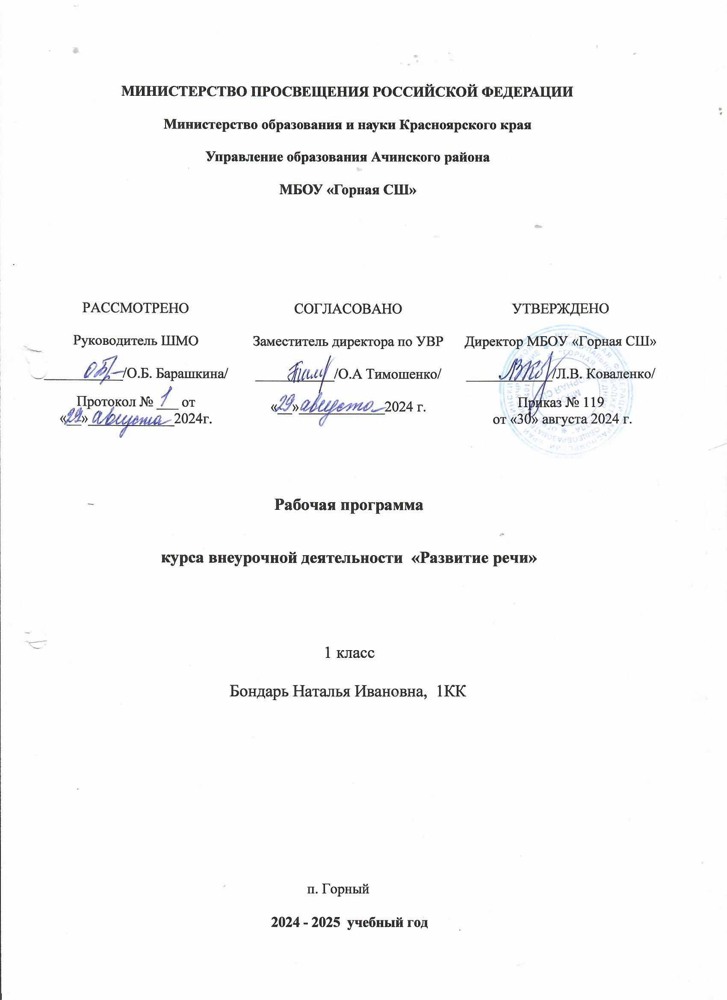 МИНИСТЕРСТВО ПРОСВЕЩЕНИЯ РОССИЙСКОЙ ФЕДЕРАЦИИ
Министерство образования и науки Красноярского края
Управление образования Ачинского района
МБОУ «Горная СШ»
РАССМОТРЕНО
Руководитель ШМО
/О.Б. Барашкина/
Протокол № 1 от
«29» августа 2024г.
СОГЛАСОВАНО
Заместитель директора по УВР
/О.А Тимошенко/
«29» августа 2024 г.
УТВЕРЖДЕНО
Директор МБОУ «Горная СШ»
/Л.В. Коваленко/
Приказ № 119
от «30» августа 2024 г.
Рабочая программа
курса внеурочной деятельности «Развитие речи»
1 класс
Бондарь Наталья Ивановна, 1КК
п. Горный
2024 - 2025 учебный год